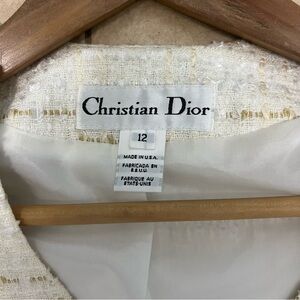 Christian Dior
12
MADE IN U.S.A.
FABRICADA EN
E.E.U.U.
FABRIQUE AU
ETATS-UNIS